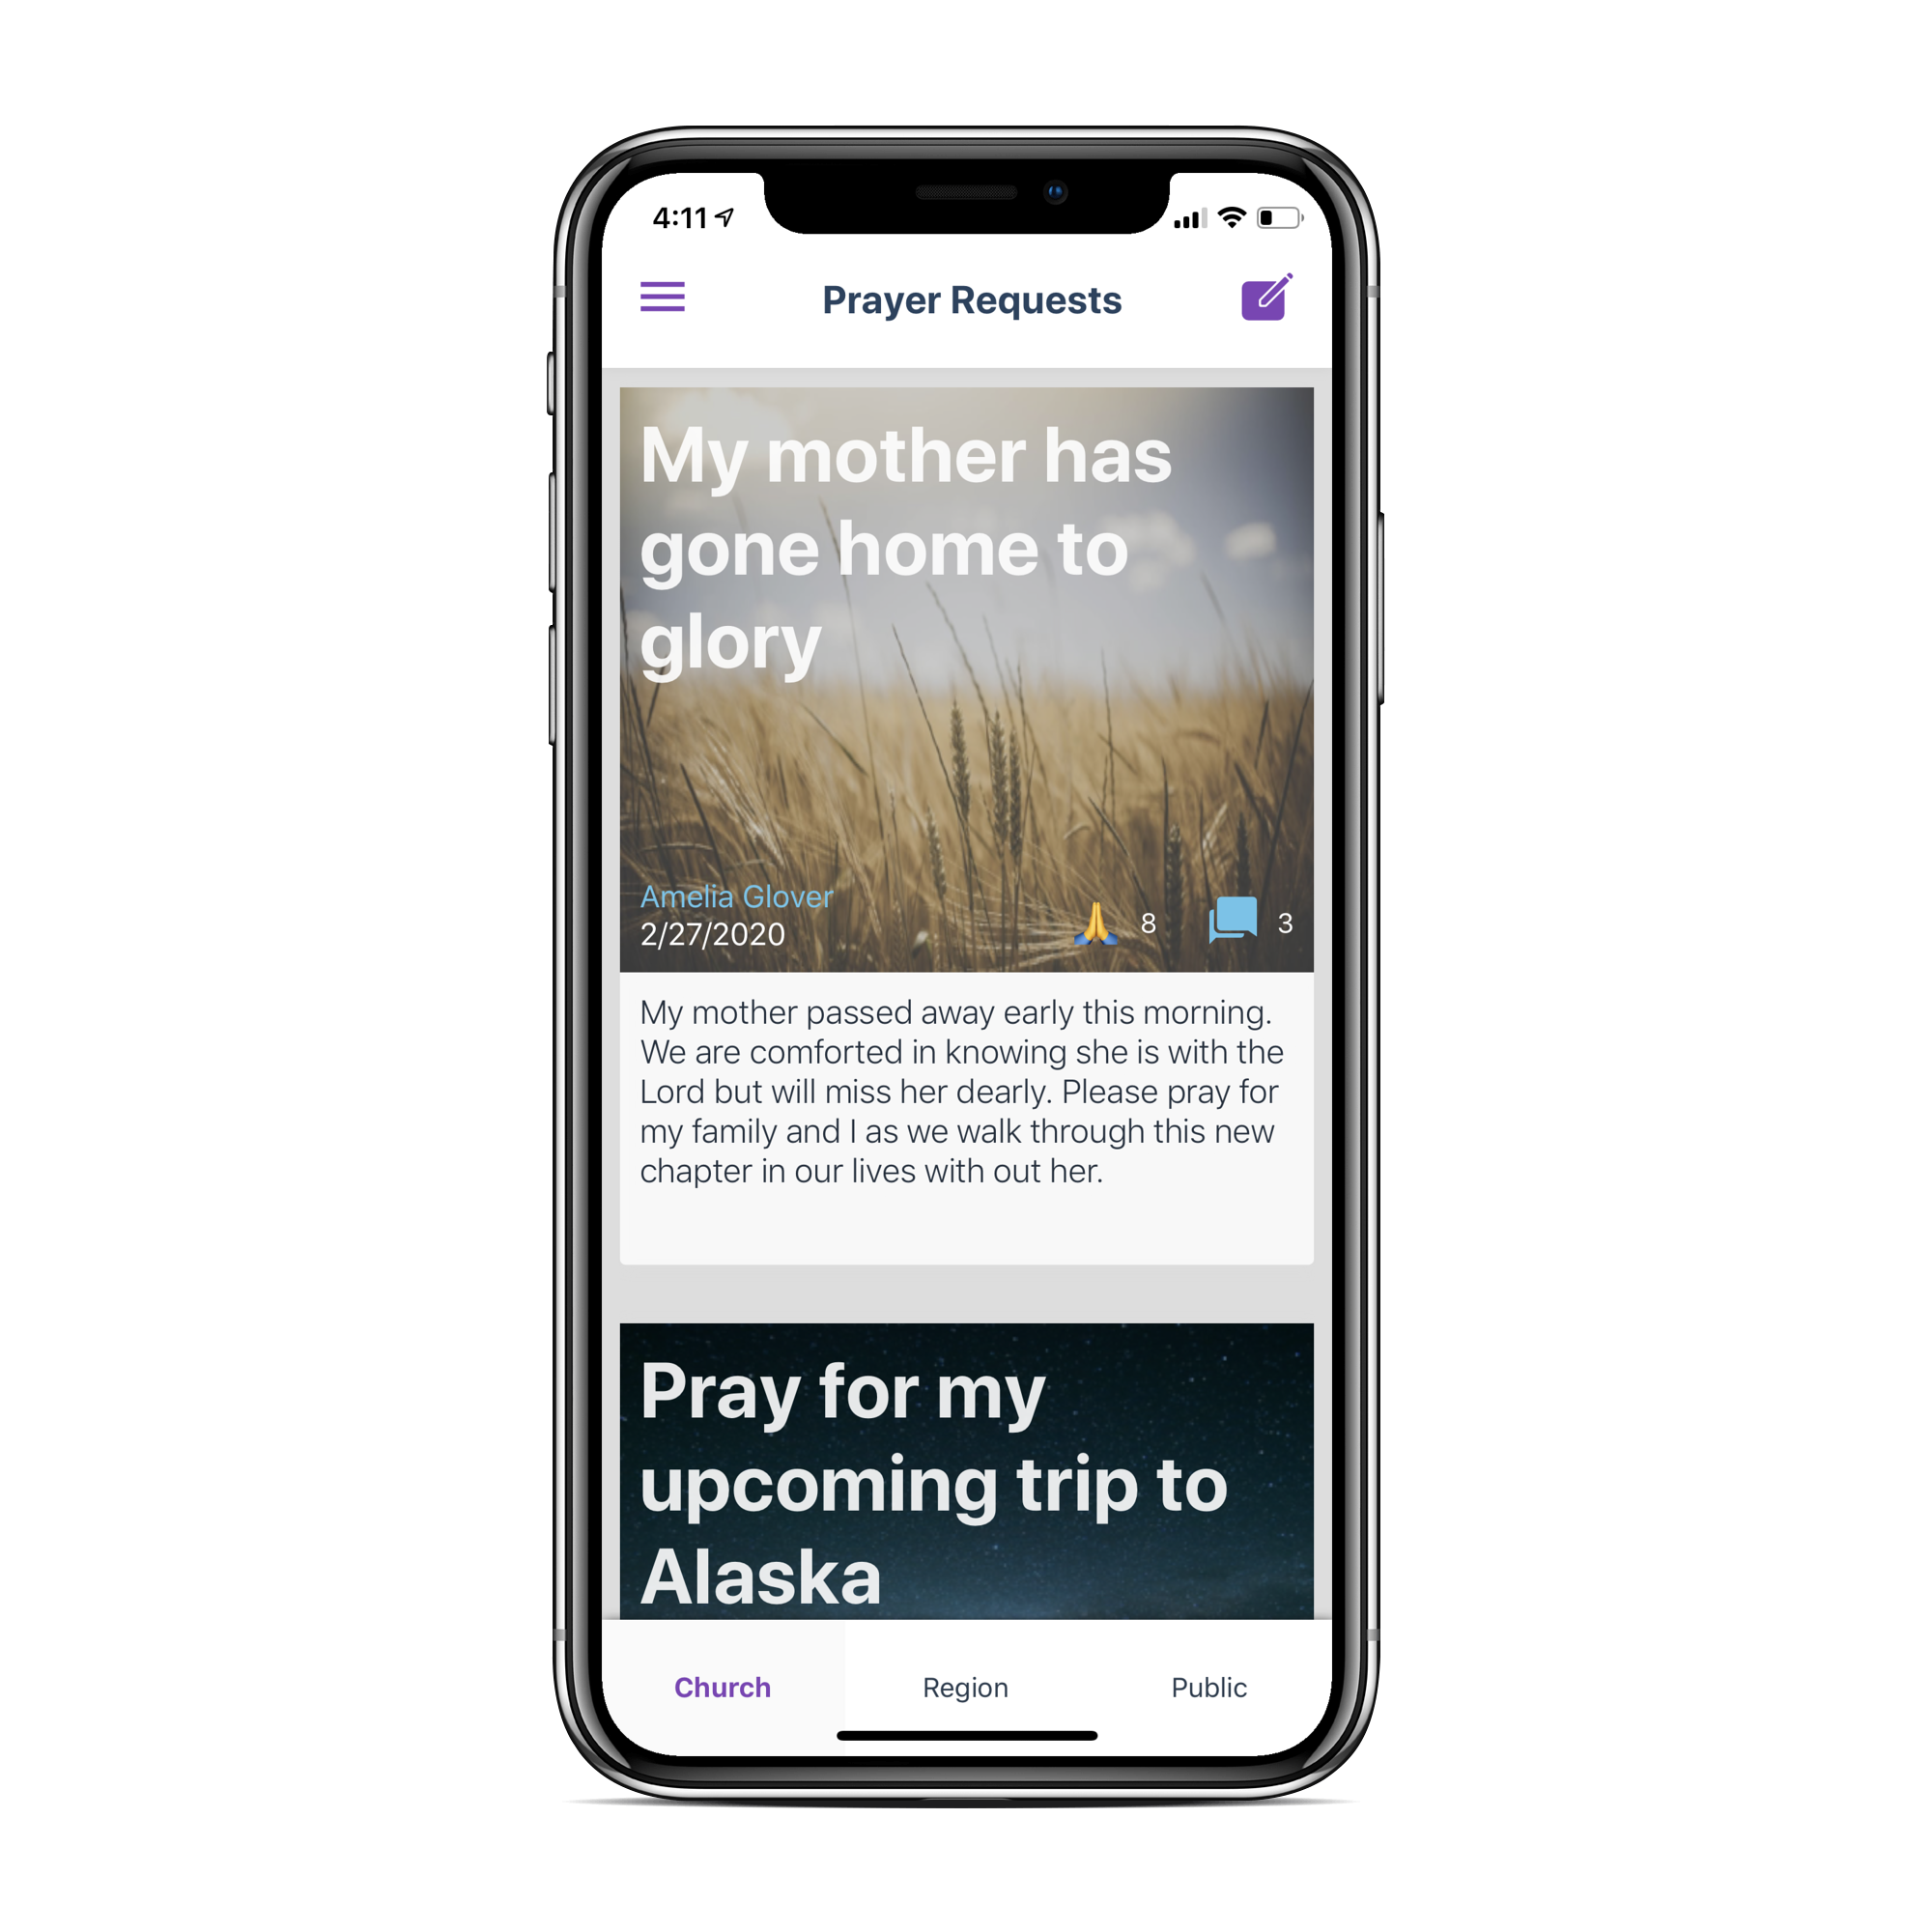 4:11
Prayer Requests
My mother has
gone home to
glory
Amelia Glover
2/27/2020
8
3
My mother passed away early this morning.
We are comforted in knowing she is with the
Lord but will miss her dearly. Please pray for
my family and I as we walk through this new
chapter in our lives with out her.
Pray for my
upcoming trip to
Alaska
Church
Region
Public